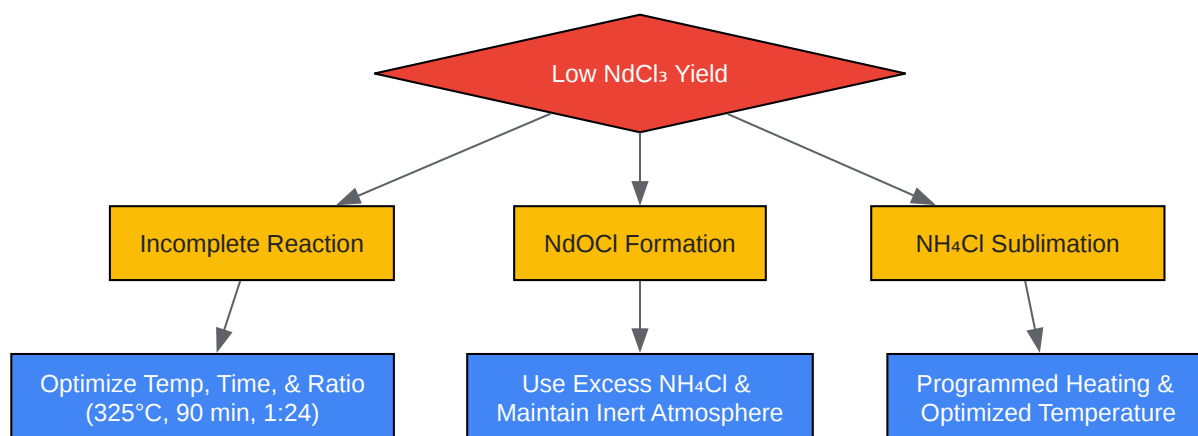 Low NdCl₃ Yield
Incomplete Reaction
NdOCl Formation
NH₄Cl Sublimation
Optimize Temp, Time, & Ratio
(325°C, 90 min, 1:24)
Use Excess NH₄Cl &
Maintain Inert Atmosphere
Programmed Heating &
Optimized Temperature